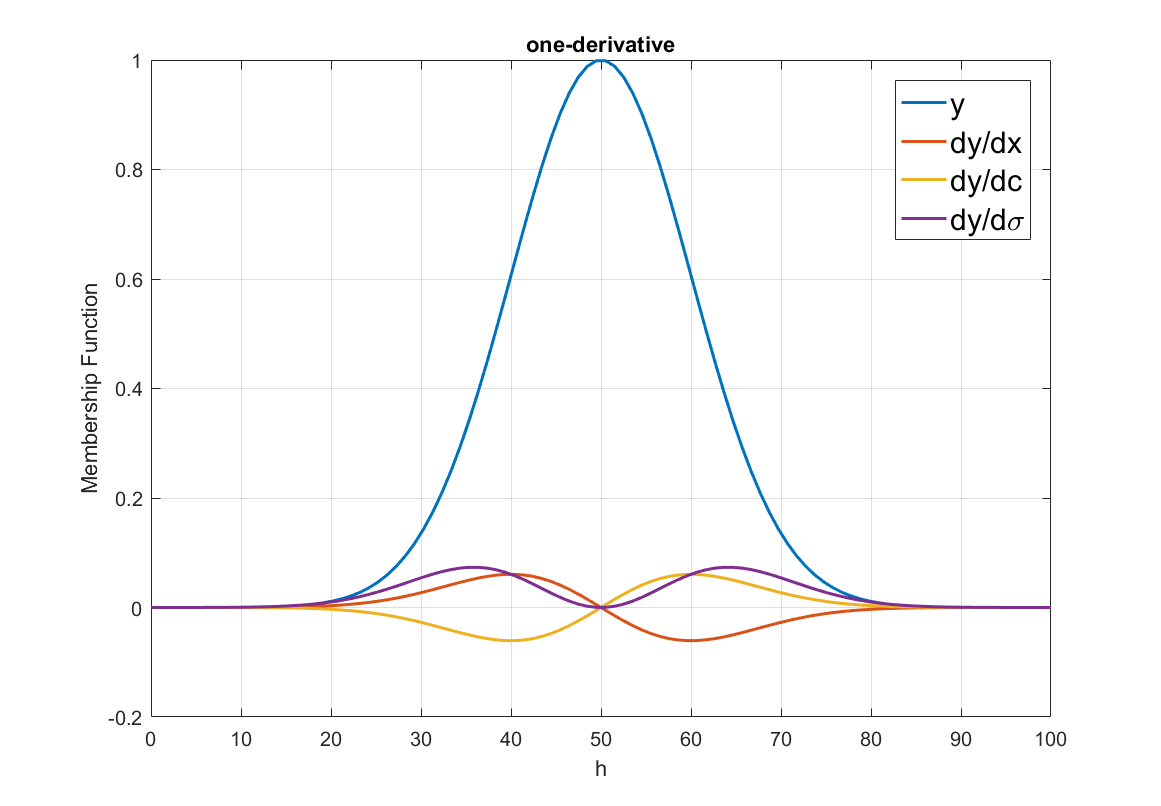 one-derivative
1
0.8
0.6
0.4
0.2
0
-0.2
Membership Function
0 10 20 30 40 50 60 70 80 90 100
h
y
dy/dx
dy/dc
dy/dσ